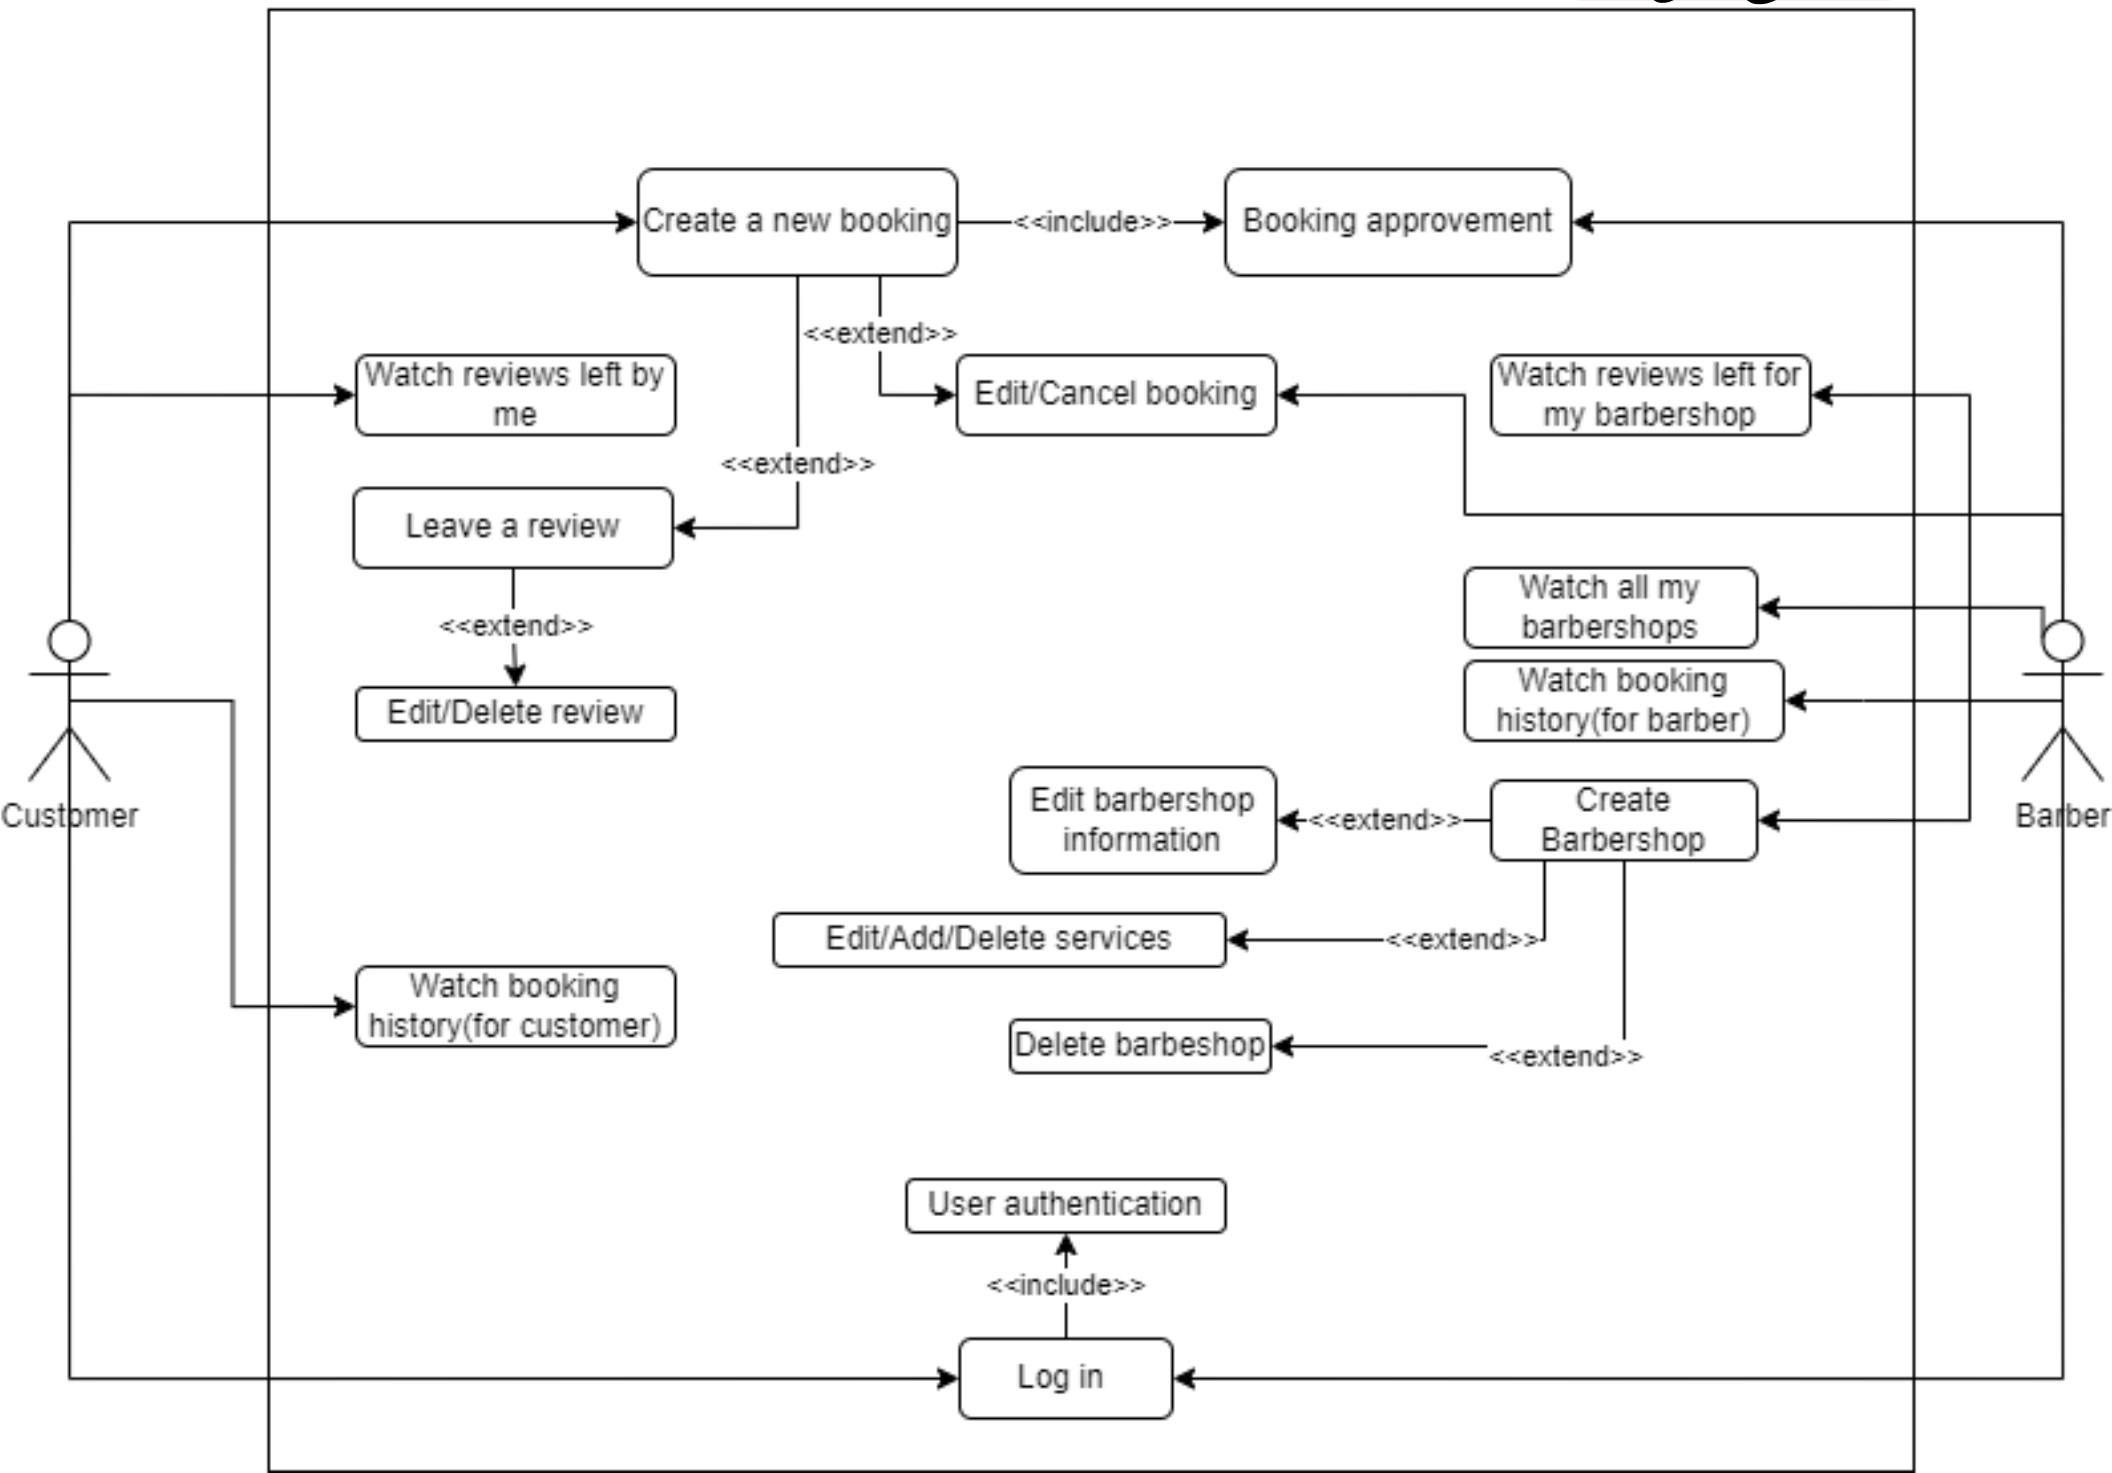 Create a new booking
<<include>>
Booking approvement
<<extend>>
Watch reviews left by
me
Edit/Cancel booking
Watch reviews left for
my barbershop
<<extend>>
Leave a review
Watch all my
barbershops
<<extend>>
Watch booking
history(for barber)
Edit/Delete review
Customer
Edit barbershop
information
<<extend>>
Create
Barbershop
Barber
Edit/Add/Delete services
<<extend>>
Watch booking
history(for customer)
Delete barbeshop
<<extend>>
User authentication
<<include>>
Log in